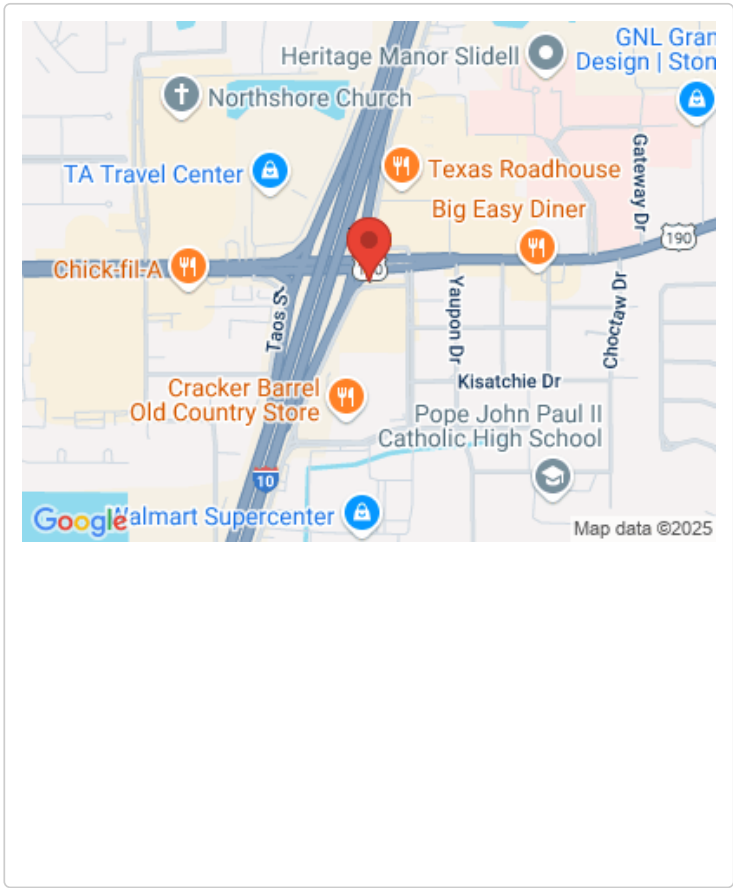 Heritage Manor Slidell
GNL Gran
Design | Ston
Northshore Church
TA Travel Center
Texas Roadhouse
Gateway Dr
Big Easy Diner
190
Chick-fil-A
Taos St
Yaupon Dr
Choctaw Dr
Kisatchie Dr
Cracker Barrel
Old Country Store
Pope John Paul II
Catholic High School
10
Google
Walmart Supercenter
Map data ©2025